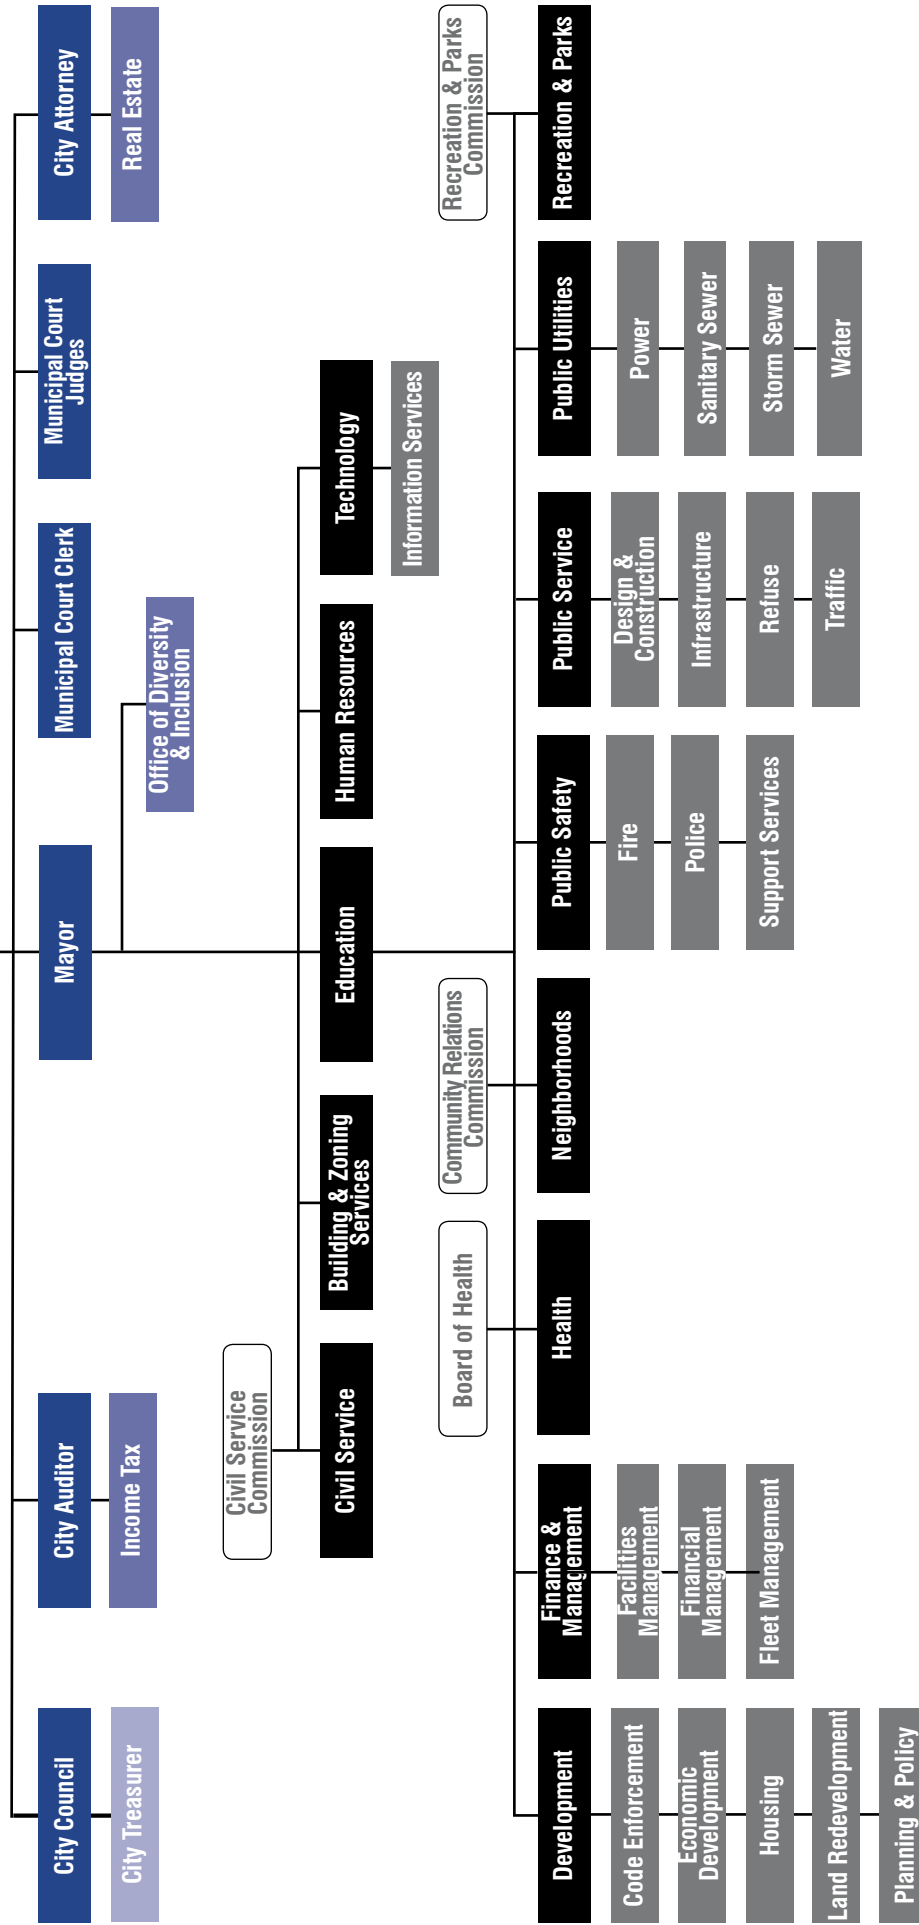 City Council
City Treasurer
City Auditor
Income Tax
Mayor
Municipal Court Clerk
Municipal Court
Judges
City Attorney
Real Estate
Office of Diversity
& Inclusion
Civil Service
Commission
Civil Service
Building & Zoning
Services
Education
Human Resources
Technology
Information Services
Board of Health
Community Relations
Commission
Recreation & Parks
Commission
Development
Code Enforcement
Economic
Development
Housing
Land Redevelopment
Planning & Policy
Finance &
Management
Facilities
Management
Financial
Management
Fleet Management
Health
Neighborhoods
Public Safety
Fire
Police
Support Services
Public Service
Design &
Construction
Infrastructure
Refuse
Traffic
Public Utilities
Power
Sanitary Sewer
Storm Sewer
Water
Recreation & Parks